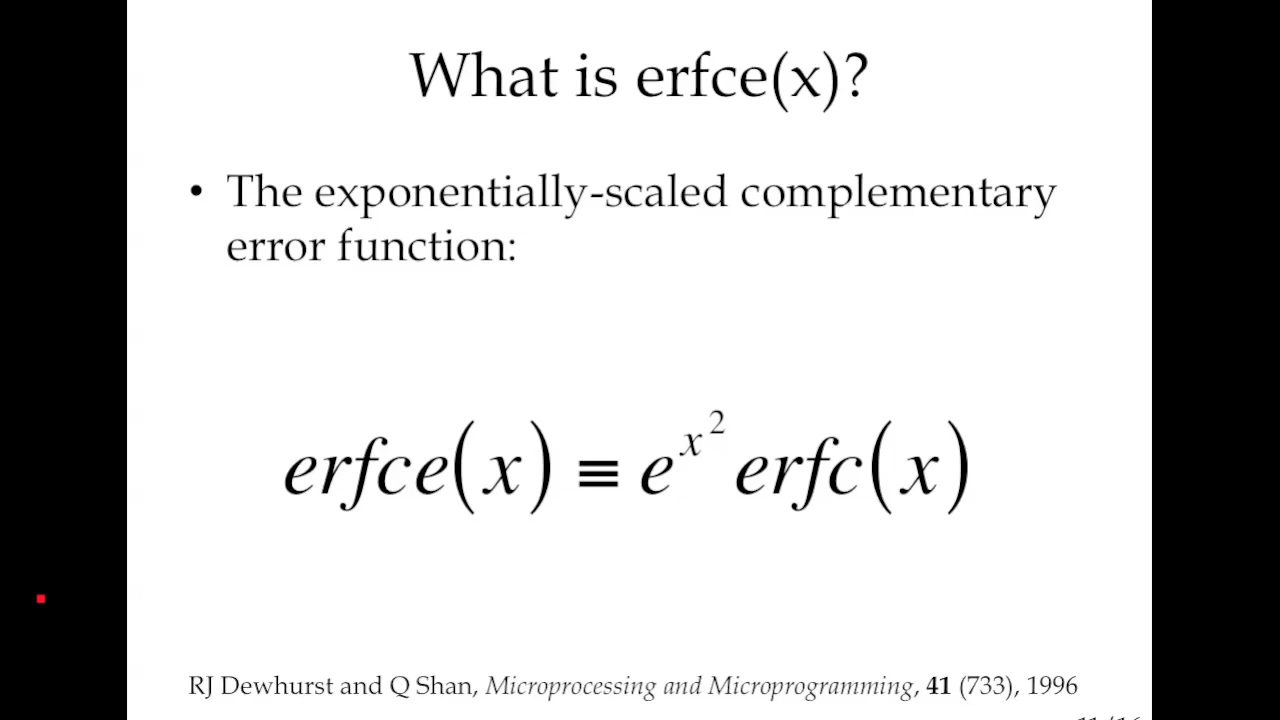 What is erfce(x)?
• The exponentially-scaled complementary
error function:
erfce(x) ≡ e^{x^2} erfc(x)
RJ Dewhurst and Q Shan, Microprocessing and Microprogramming, 41 (733), 1996